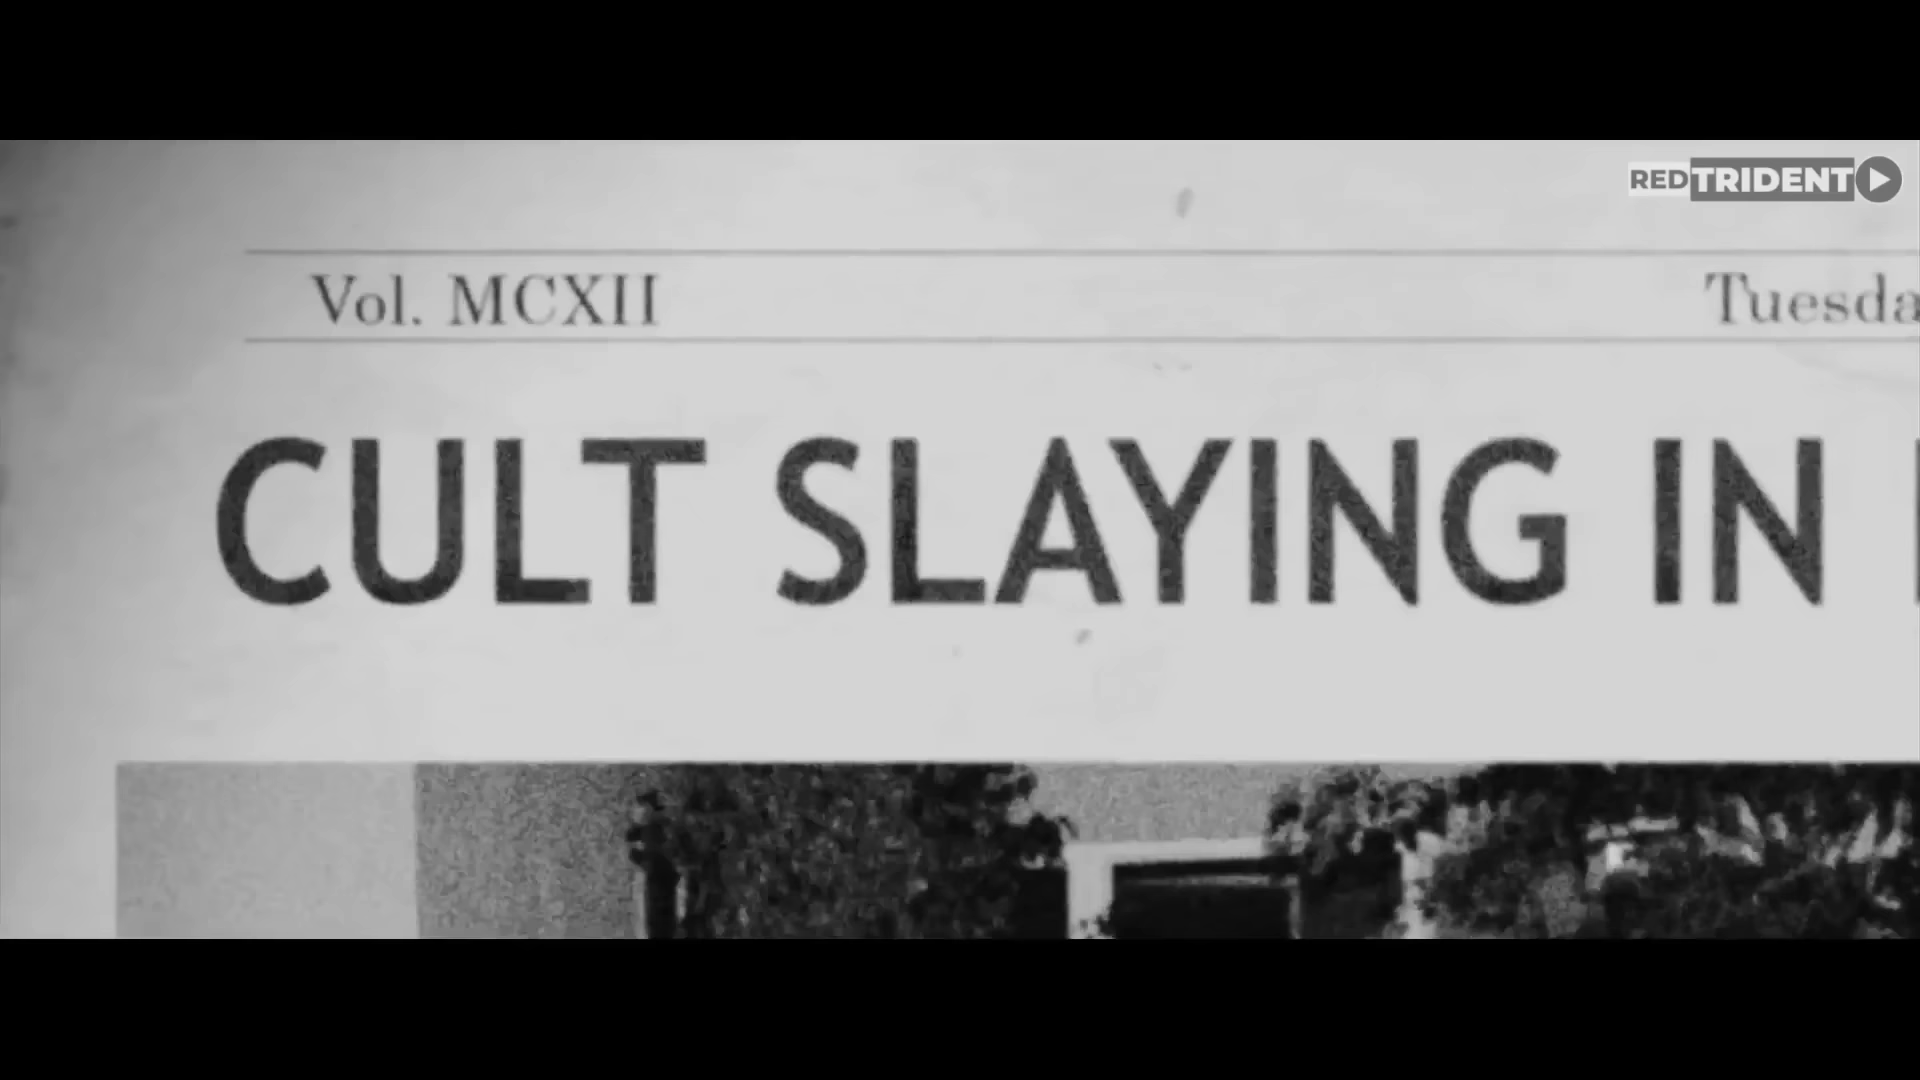 REDTRIDENT
Vol. MCXII
Tuesda
CULT SLAYING IN